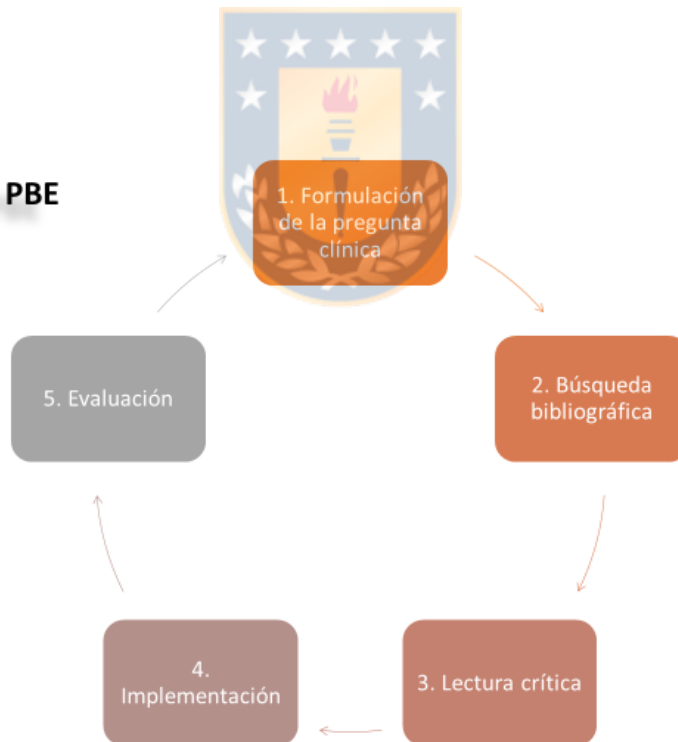 PBE
1. Formulación
de la pregunta
clínica
2. Búsqueda
bibliográfica
3. Lectura crítica
4.
Implementación
5. Evaluación